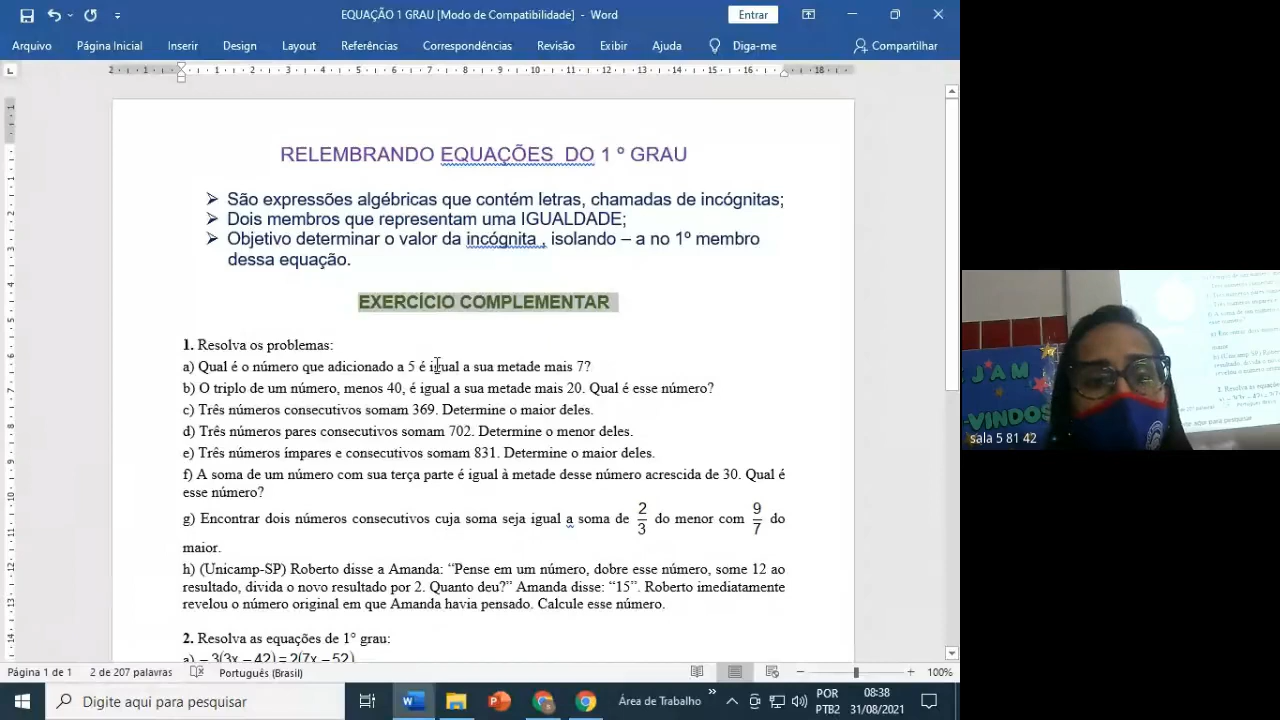 EQUAÇÃO 1 GRAU [Modo de Compatibilidade] - Word
Entrar
Arquivo Página Inicial Inserir Design Layout Referências Correspondências Revisão Exibir Ajuda Diga-me Compartilhar
RELEMBRANDO EQUAÇÕES DO 1 º GRAU
São expressões algébricas que contém letras, chamadas de incógnitas;
Dois membros que representam uma IGUALDADE;
Objetivo determinar o valor da incógnita , isolando – a no 1º membro
dessa equação.
EXERCÍCIO COMPLEMENTAR
1. Resolva os problemas:
a) Qual é o número que adicionado a 5 é igual a sua metade mais 7?
b) O triplo de um número, menos 40, é igual a sua metade mais 20. Qual é esse número?
c) Três números consecutivos somam 369. Determine o maior deles.
d) Três números pares consecutivos somam 702. Determine o menor deles.
e) Três números ímpares e consecutivos somam 831. Determine o maior deles.
f) A soma de um número com sua terça parte é igual à metade desse número acrescida de 30. Qual é
esse número?
g) Encontrar dois números consecutivos cuja soma seja igual a soma de 2/3 do menor com 9/7 do
maior.
h) (Unicamp-SP) Roberto disse a Amanda: “Pense em um número, dobre esse número, some 12 ao
resultado, divida o novo resultado por 2. Quanto deu?” Amanda disse: “15”. Roberto imediatamente
revelou o número original em que Amanda havia pensado. Calcule esse número.
2. Resolva as equações de 1° grau:
a) – 3(3x – 42) = 2(7x – 52)
JAM
-VINDOS
sala 5 81 42
Página 1 de 1 2 de 207 palavras Português (Brasil) 100%
Digite aqui para pesquisar
Área de Trabalho
POR
PTB2
08:38
31/08/2021